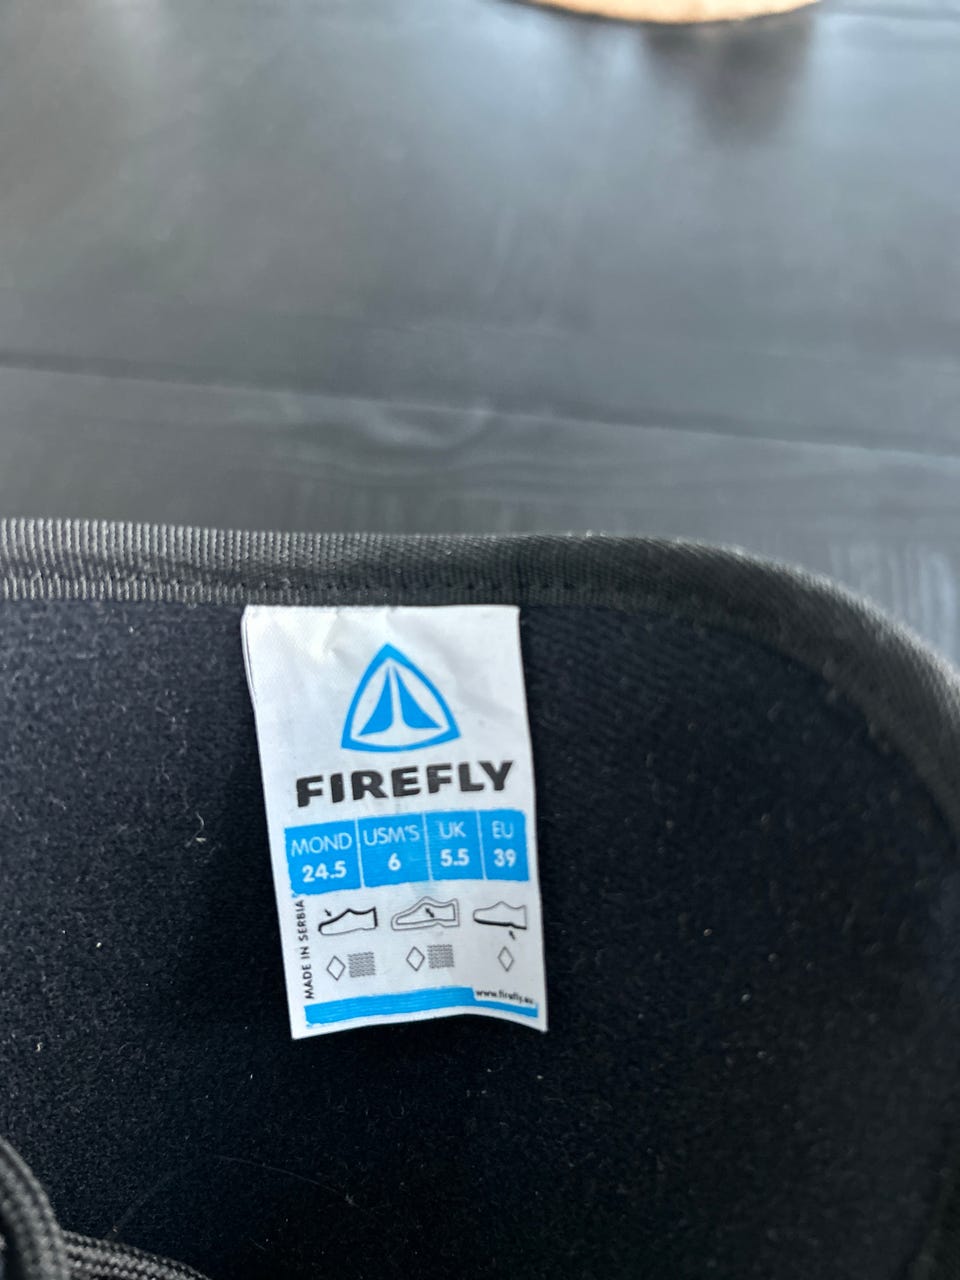 FIREFLY
MOND USM'S UK EU
24.5 6 5.5 39
MADE IN SERBIA
www.firefly.eu